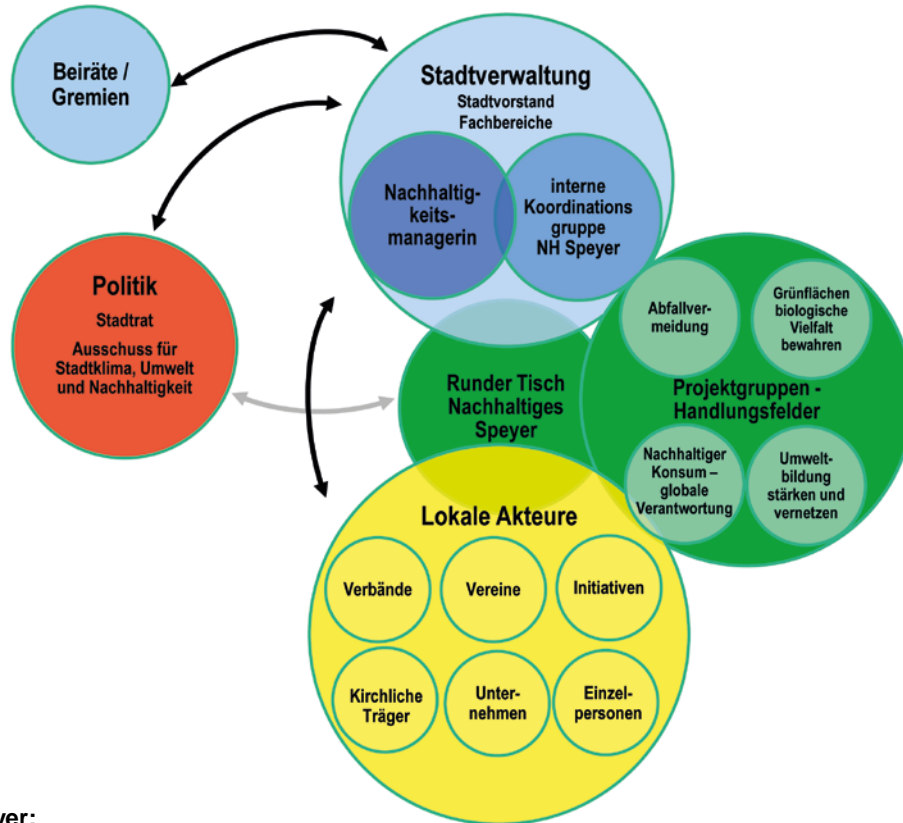 Beiräte /
Gremien
Stadtverwaltung
Stadtvorstand
Fachbereiche
Nachhaltig-
keits-
managerin
interne
Koordinations
gruppe
NH Speyer
Politik
Stadtrat
Ausschuss für
Stadtklima, Umwelt
und Nachhaltigkeit
Abfallver-
meidung
Grünflächen
biologische
Vielfalt
bewahren
Runder Tisch
Nachhaltiges
Speyer
Projektgruppen -
Handlungsfelder
Nachhaltiger
Konsum –
globale
Verantwortung
Umwelt-
bildung
stärken und
vernetzen
Lokale Akteure
Verbände
Vereine
Initiativen
Kirchliche
Träger
Unter-
nehmen
Einzel-
personen